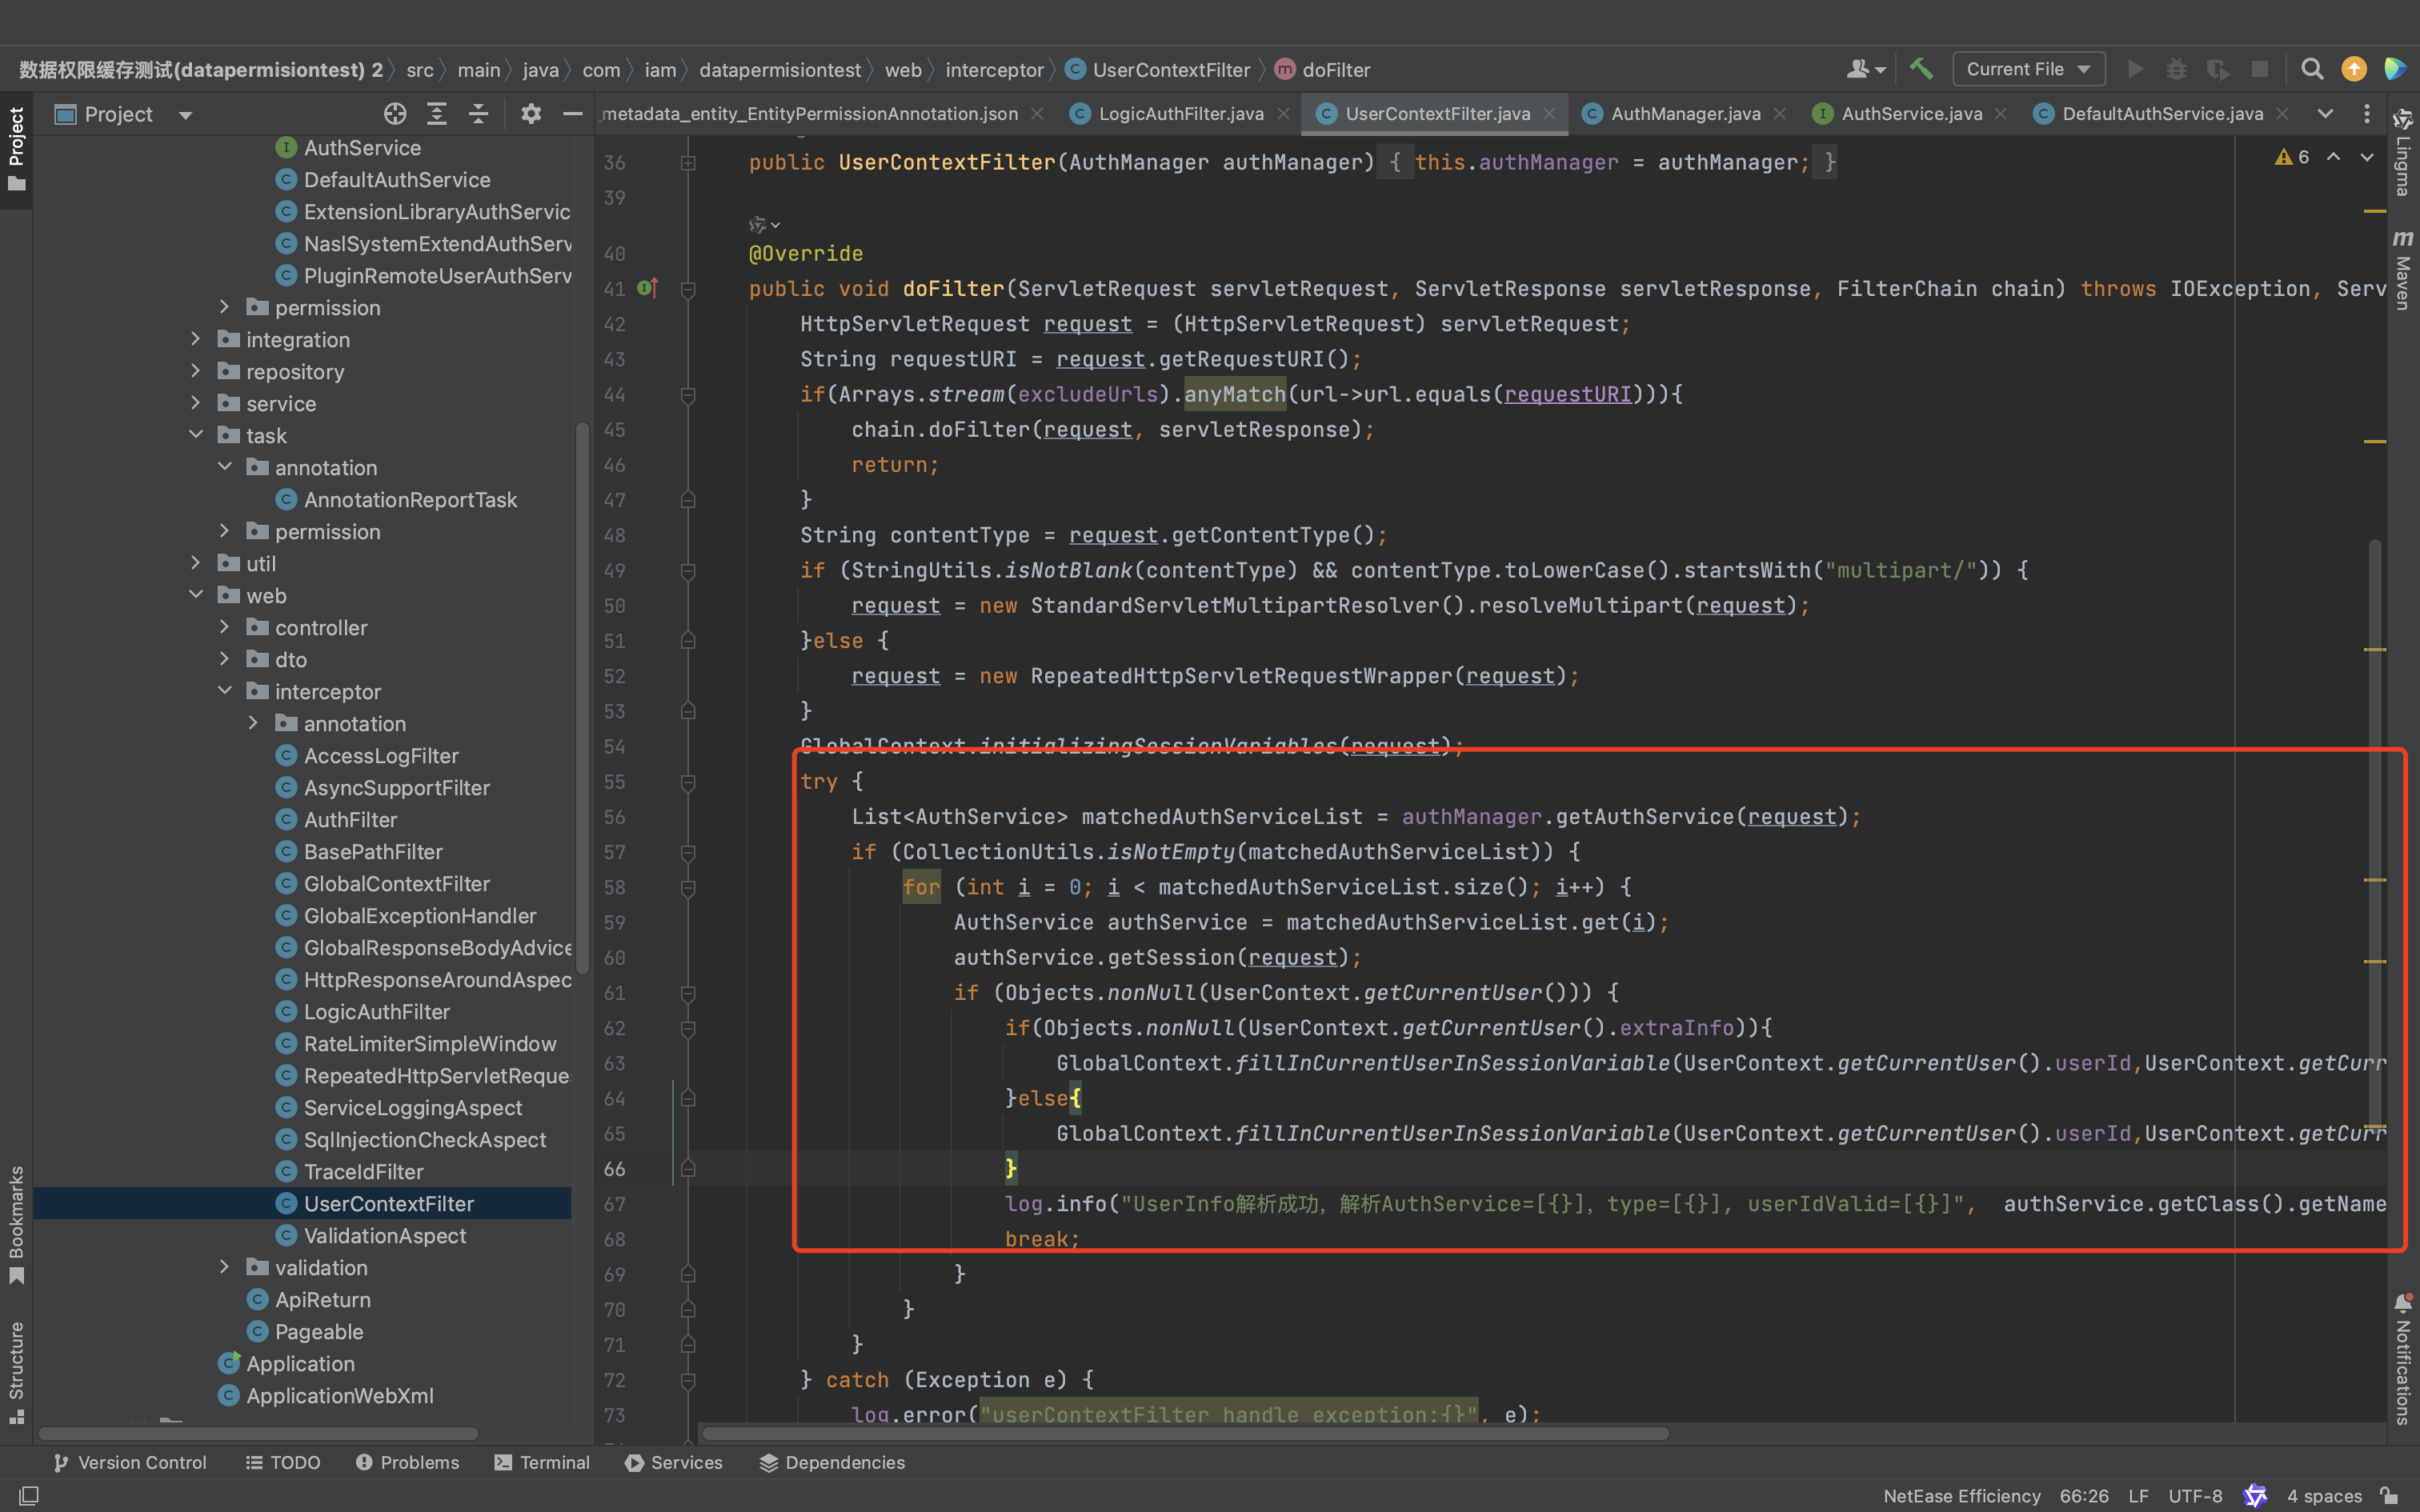 数据权限缓存测试(datapermisiontest) 2 〉 src 〉 main 〉 java 〉 com 〉 iam 〉 datapermisiontest 〉 web 〉 interceptor 〉 UserContextFilter 〉 doFilter
Current File
Project
_metadata_entity_EntityPermissionAnnotation.json
LogicAuthFilter.java
UserContextFilter.java
AuthManager.java
AuthService.java
DefaultAuthService.java
Project
Bookmarks
Structure
AuthService
DefaultAuthService
ExtensionLibraryAuthServic
NaslSystemExtendAuthServ
PluginRemoteUserAuthServ
permission
integration
repository
service
task
annotation
AnnotationReportTask
permission
util
web
controller
dto
interceptor
annotation
AccessLogFilter
AsyncSupportFilter
AuthFilter
BasePathFilter
GlobalContextFilter
GlobalExceptionHandler
GlobalResponseBodyAdvice
HttpResponseAroundAspec
LogicAuthFilter
RateLimiterSimpleWindow
RepeatedHttpServletReque
ServiceLoggingAspect
SqlInjectionCheckAspect
TraceIdFilter
UserContextFilter
ValidationAspect
validation
ApiReturn
Pageable
Application
ApplicationWebXml
6
36 public UserContextFilter(AuthManager authManager) { this.authManager = authManager; }
39
40 @Override
41 public void doFilter(ServletRequest servletRequest, ServletResponse servletResponse, FilterChain chain) throws IOException, Serv
42 HttpServletRequest request = (HttpServletRequest) servletRequest;
43 String requestURI = request.getRequestURI();
44 if(Arrays.stream(excludeUrls).anyMatch(url->url.equals(requestURI))){
45 chain.doFilter(request, servletResponse);
46 return;
47 }
48 String contentType = request.getContentType();
49 if (StringUtils.isNotBlank(contentType) && contentType.toLowerCase().startsWith("multipart/")) {
50 request = new StandardServletMultipartResolver().resolveMultipart(request);
51 }else {
52 request = new RepeatedHttpServletRequestWrapper(request);
53 }
54 GlobalContext.initializingSessionVariables(request);
55 try {
56 List<AuthService> matchedAuthServiceList = authManager.getAuthService(request);
57 if (CollectionUtils.isNotEmpty(matchedAuthServiceList)) {
58 for (int i = 0; i < matchedAuthServiceList.size(); i++) {
59 AuthService authService = matchedAuthServiceList.get(i);
60 authService.getSession(request);
61 if (Objects.nonNull(UserContext.getCurrentUser())) {
62 if(Objects.nonNull(UserContext.getCurrentUser().extraInfo)){
63 GlobalContext.fillInCurrentUserInSessionVariable(UserContext.getCurrentUser().userId,UserContext.getCurr
64 }else{
65 GlobalContext.fillInCurrentUserInSessionVariable(UserContext.getCurrentUser().userId,UserContext.getCurr
66 }
67 log.info("UserInfo解析成功，解析AuthService=[{}]，type=[{}], userIdValid=[{}]", authService.getClass().getName
68 break;
69 }
70 }
71 }
72 } catch (Exception e) {
73 log.error("userContextFilter handle exception:{}", e);
Lingma
Maven
Notifications
Version Control
TODO
Problems
Terminal
Services
Dependencies
NetEase Efficiency 66:26 LF UTF-8 4 spaces